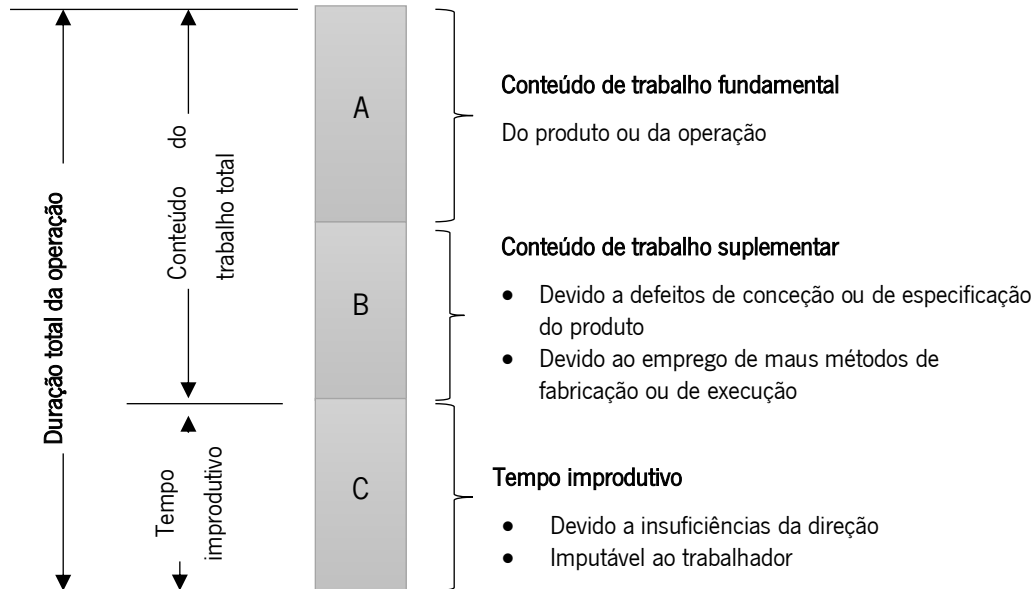 Duração total da operação
Conteúdo do
trabalho total
Tempo
improdutivo
A
B
C
Conteúdo de trabalho fundamental
Do produto ou da operação
Conteúdo de trabalho suplementar
• Devido a defeitos de conceção ou de especificação
do produto
• Devido ao emprego de maus métodos de
fabricação ou de execução
Tempo improdutivo
• Devido a insuficiências da direção
• Imputável ao trabalhador